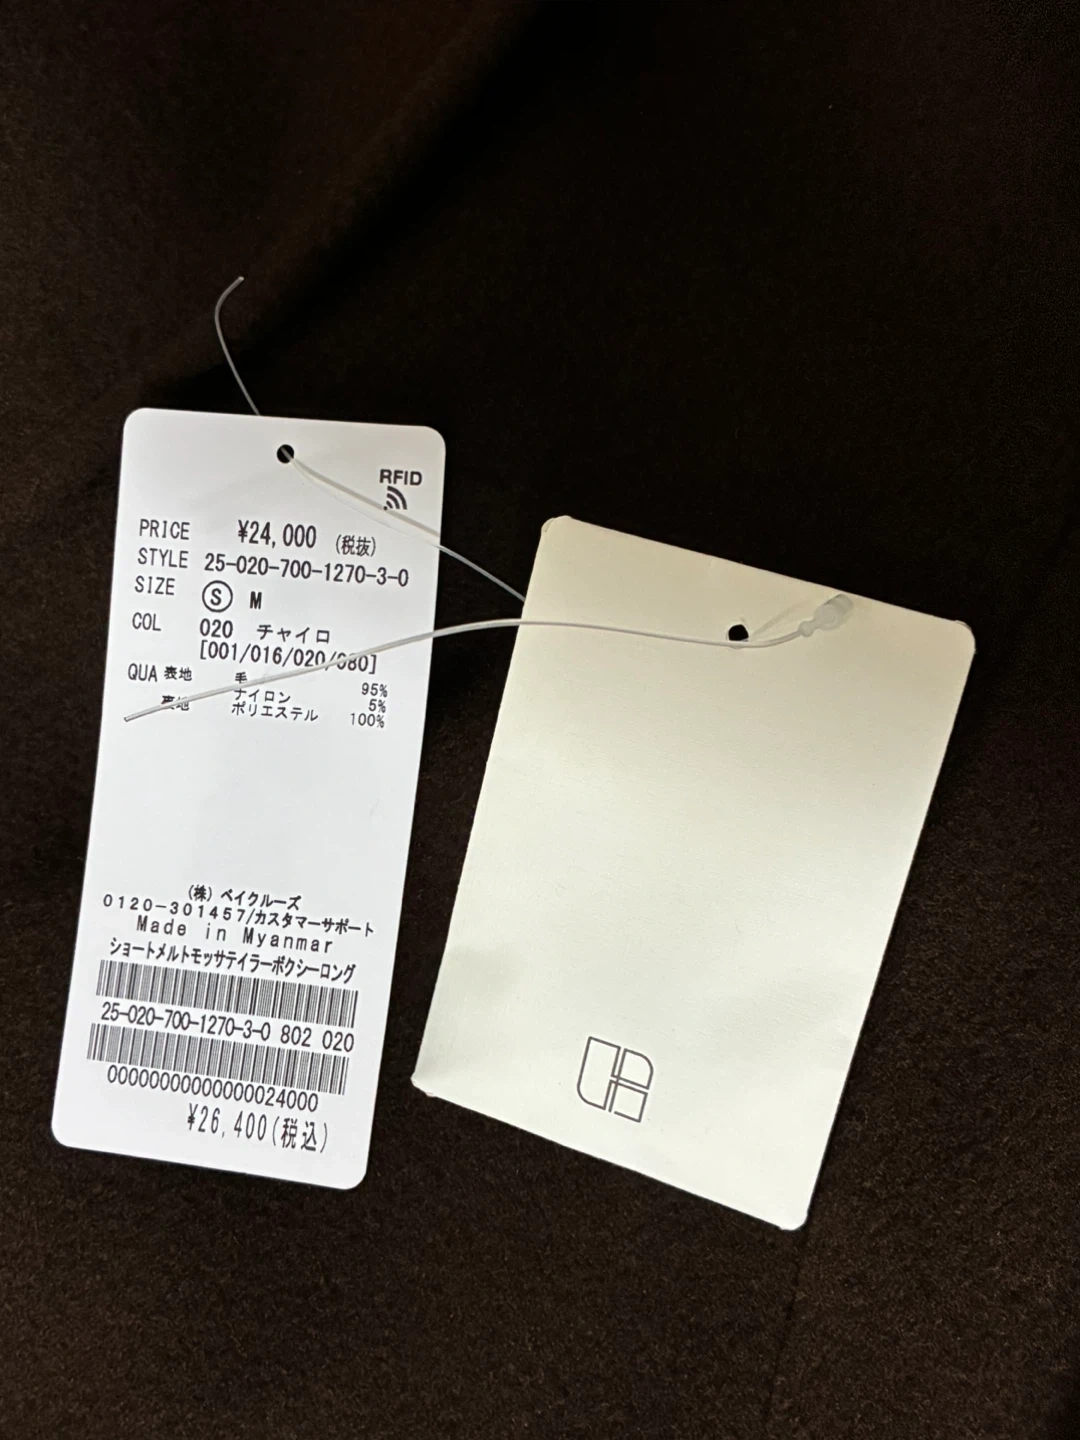 RFID
PRICE ¥24,000 (税抜)
STYLE 25-020-700-1270-3-0
SIZE Ⓢ M
COL 020 チャイロ
[001/016/020/080]
QUA 表地 毛 95%
ナイロン 5%
裏地 ポリエステル 100%
(株) ベイクルーズ
0120-301457/カスタマーサポート
Made in Myanmar
ショートメルトモッサテイラーボクシーロング
25-020-700-1270-3-0 802 020
0000000000000024000
¥26,400(税込)